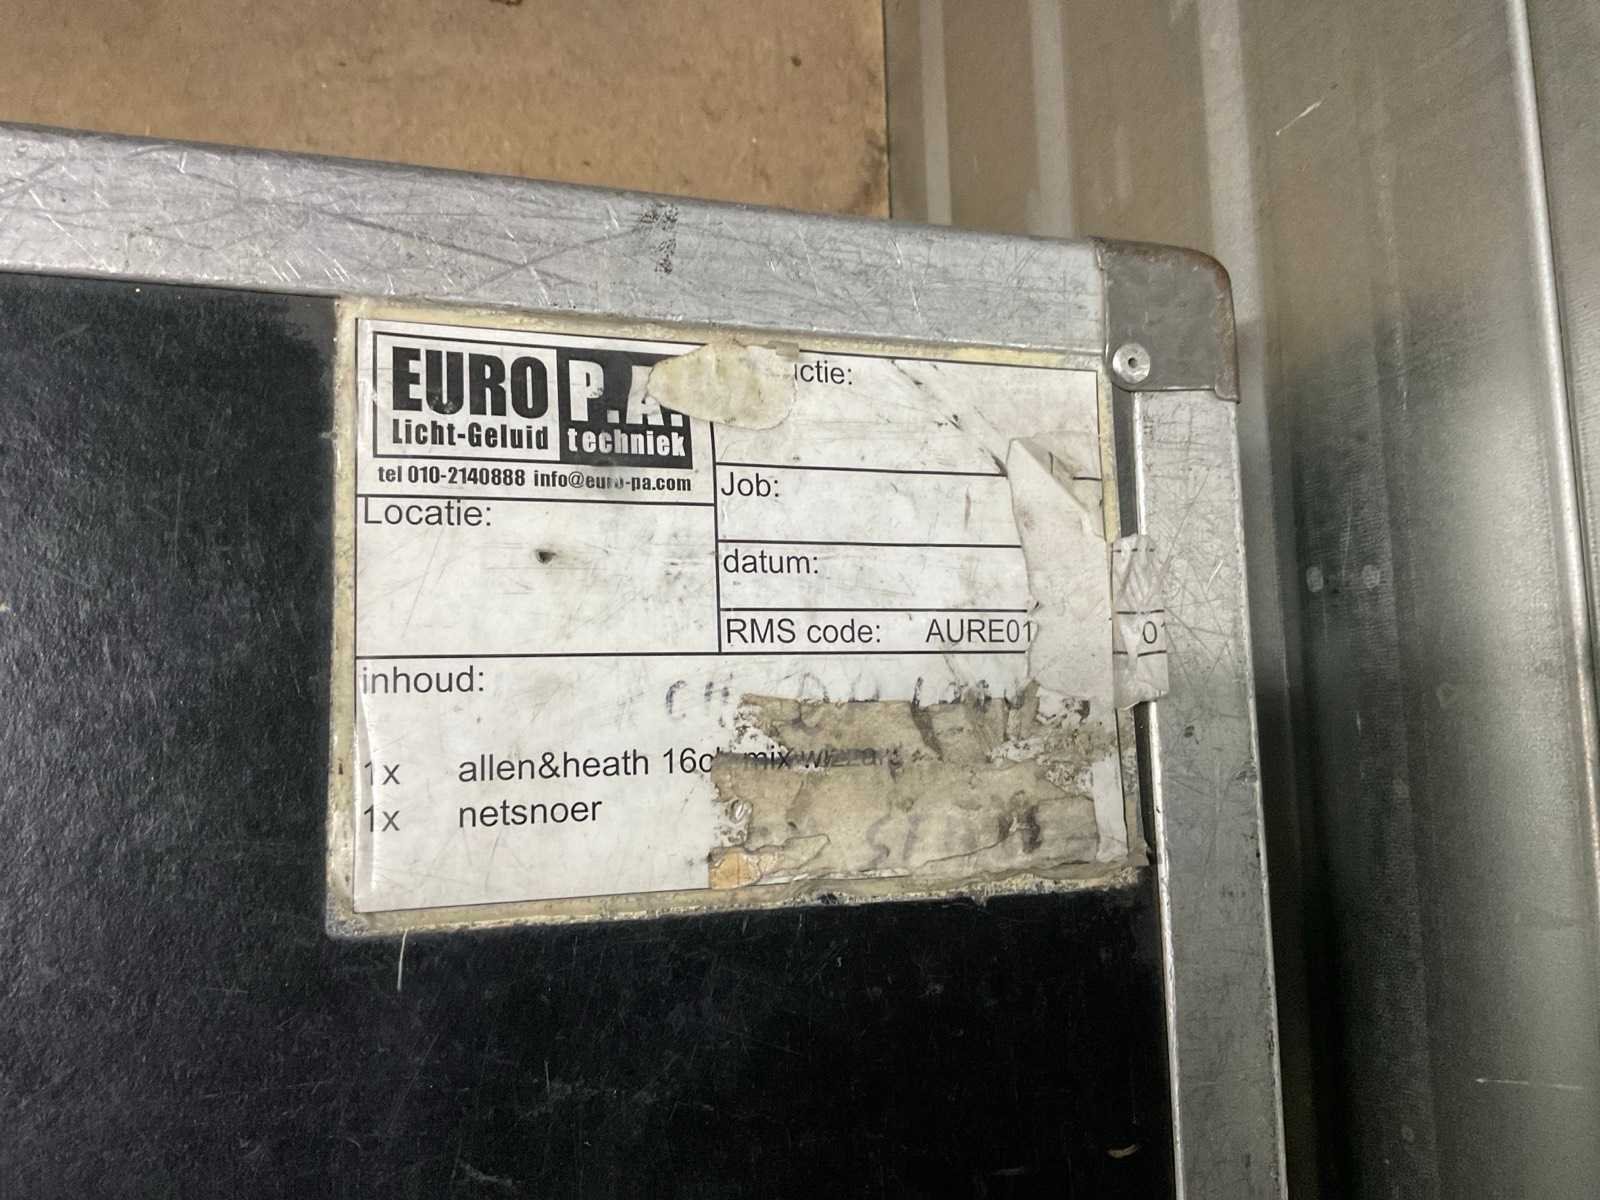 EURO P.A.
Licht-Geluid techniek
tel 010-2140888 info@euro-pa.com
Locatie:
Job:
datum:
RMS code: AURE01
inhoud:
1x allen&heath
1x netsnoer